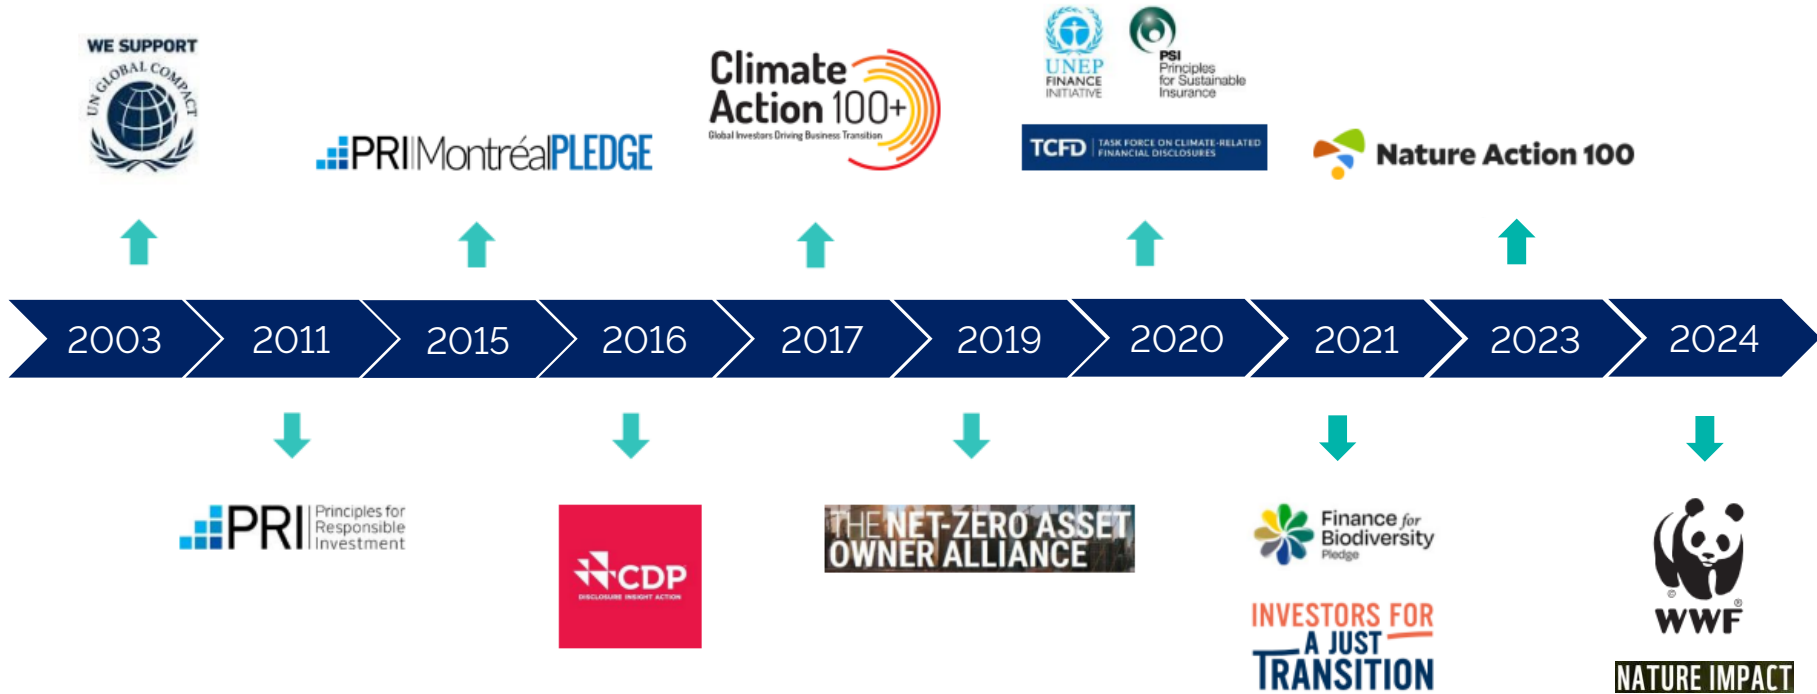 WE SUPPORT
UN GLOBAL COMPACT
PRI Montréal PLEDGE
Climate
Action 100+
Global Investors Driving Business Transition
UNEP
FINANCE
INITIATIVE
PSI
Principles
for Sustainable
Insurance
TCFD
TASK FORCE ON CLIMATE-RELATED
FINANCIAL DISCLOSURES
Nature Action 100
2003
2011
2015
2016
2017
2019
2020
2021
2023
2024
PRI
Principles for
Responsible
Investment
CDP
DISCLOSURE INSIGHT ACTION
THE NET-ZERO ASSET
OWNER ALLIANCE
Finance for
Biodiversity
Pledge
INVESTORS FOR
A JUST
TRANSITION
©
®
WWF
NATURE IMPACT